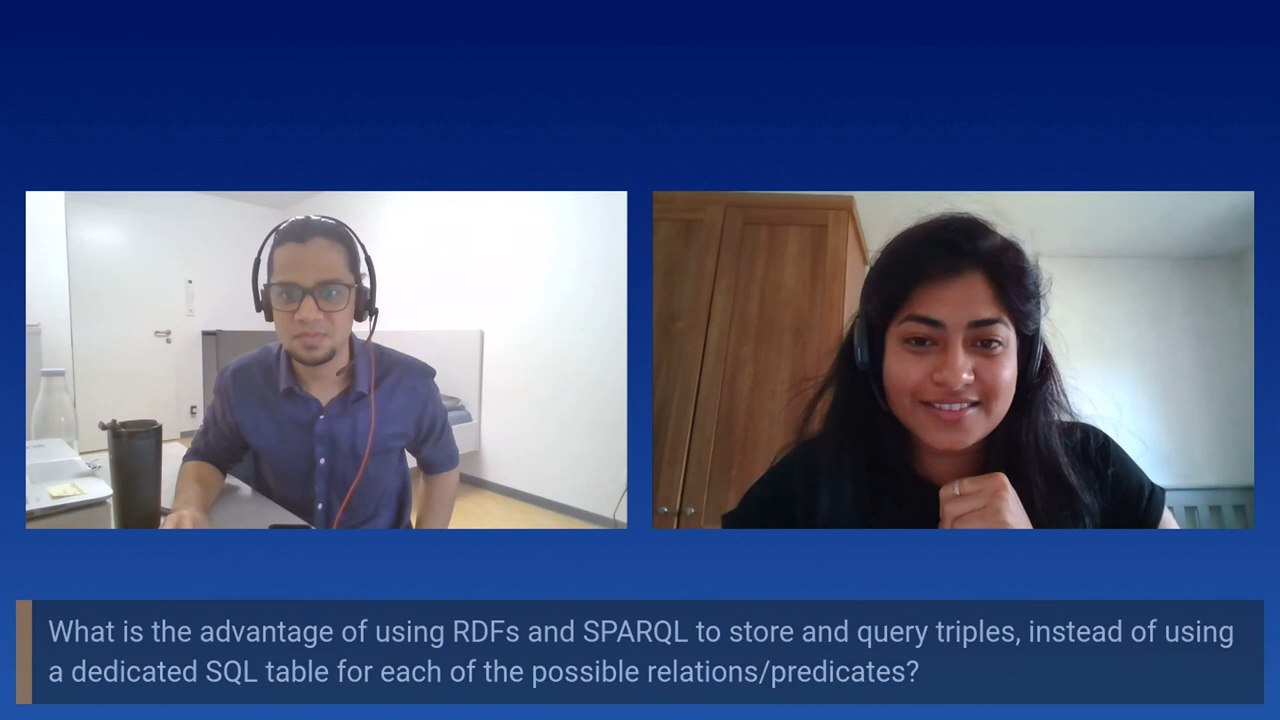 What is the advantage of using RDFs and SPARQL to store and query triples, instead of using
a dedicated SQL table for each of the possible relations/predicates?